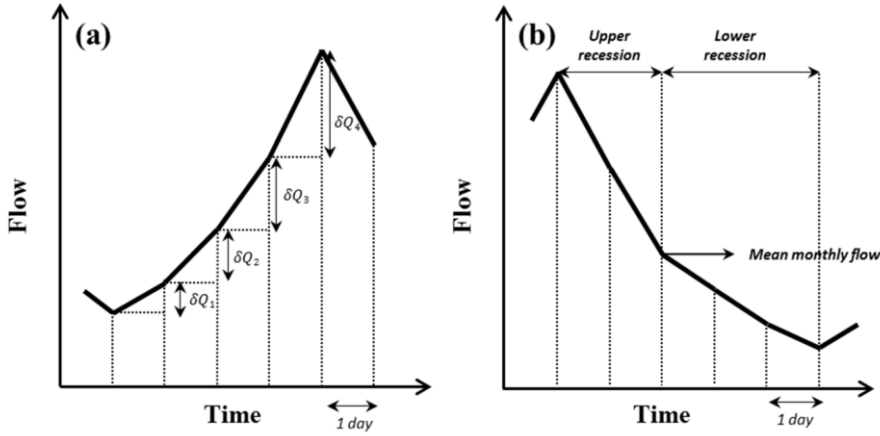 (a)
δQ₄
δQ₃
δQ₂
δQ₁
Flow
Time
1 day
(b)
Upper
recession
Lower
recession
Mean monthly flow
Flow
Time
1 day